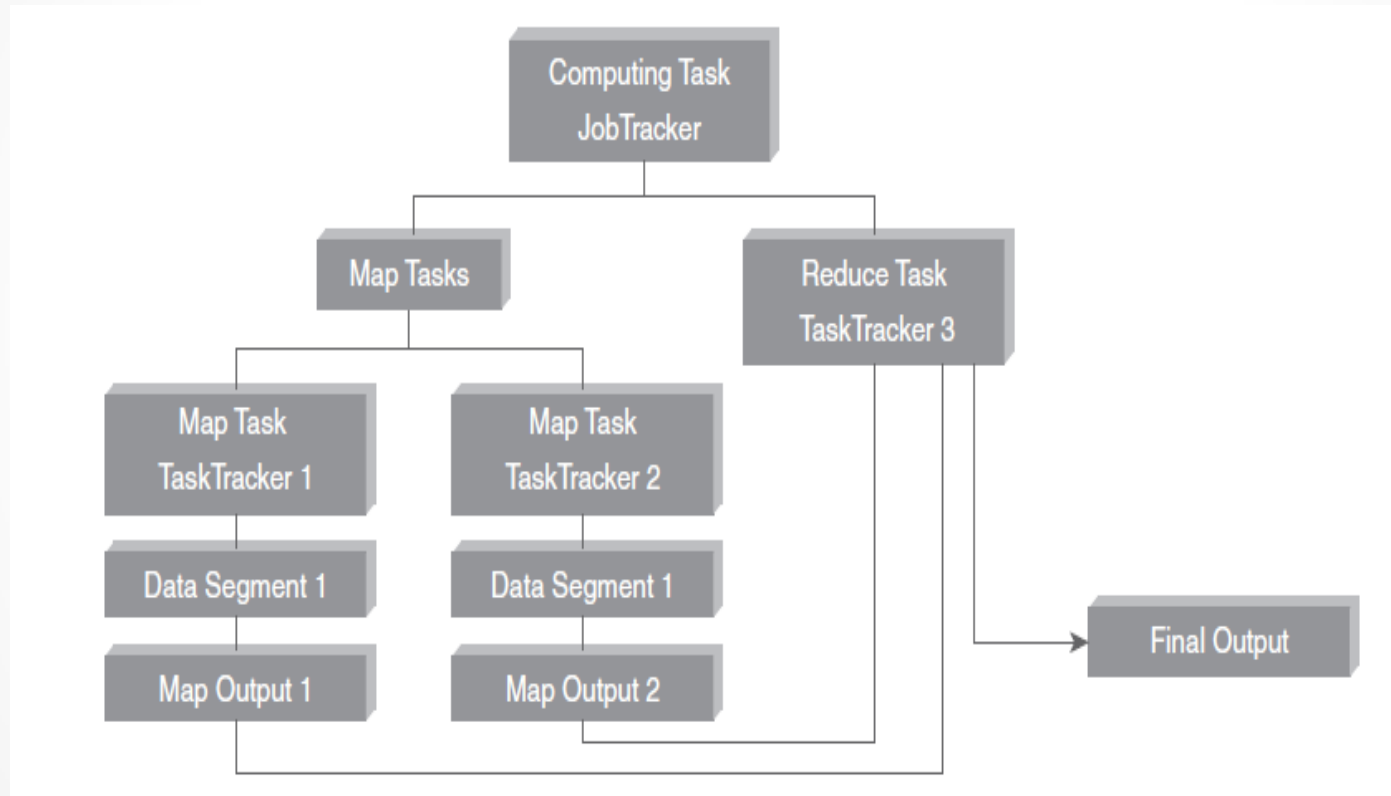 Computing Task
JobTracker
Map Tasks
Reduce Task
TaskTracker 3
Map Task
TaskTracker 1
Map Task
TaskTracker 2
Data Segment 1
Data Segment 1
Map Output 1
Map Output 2
Final Output